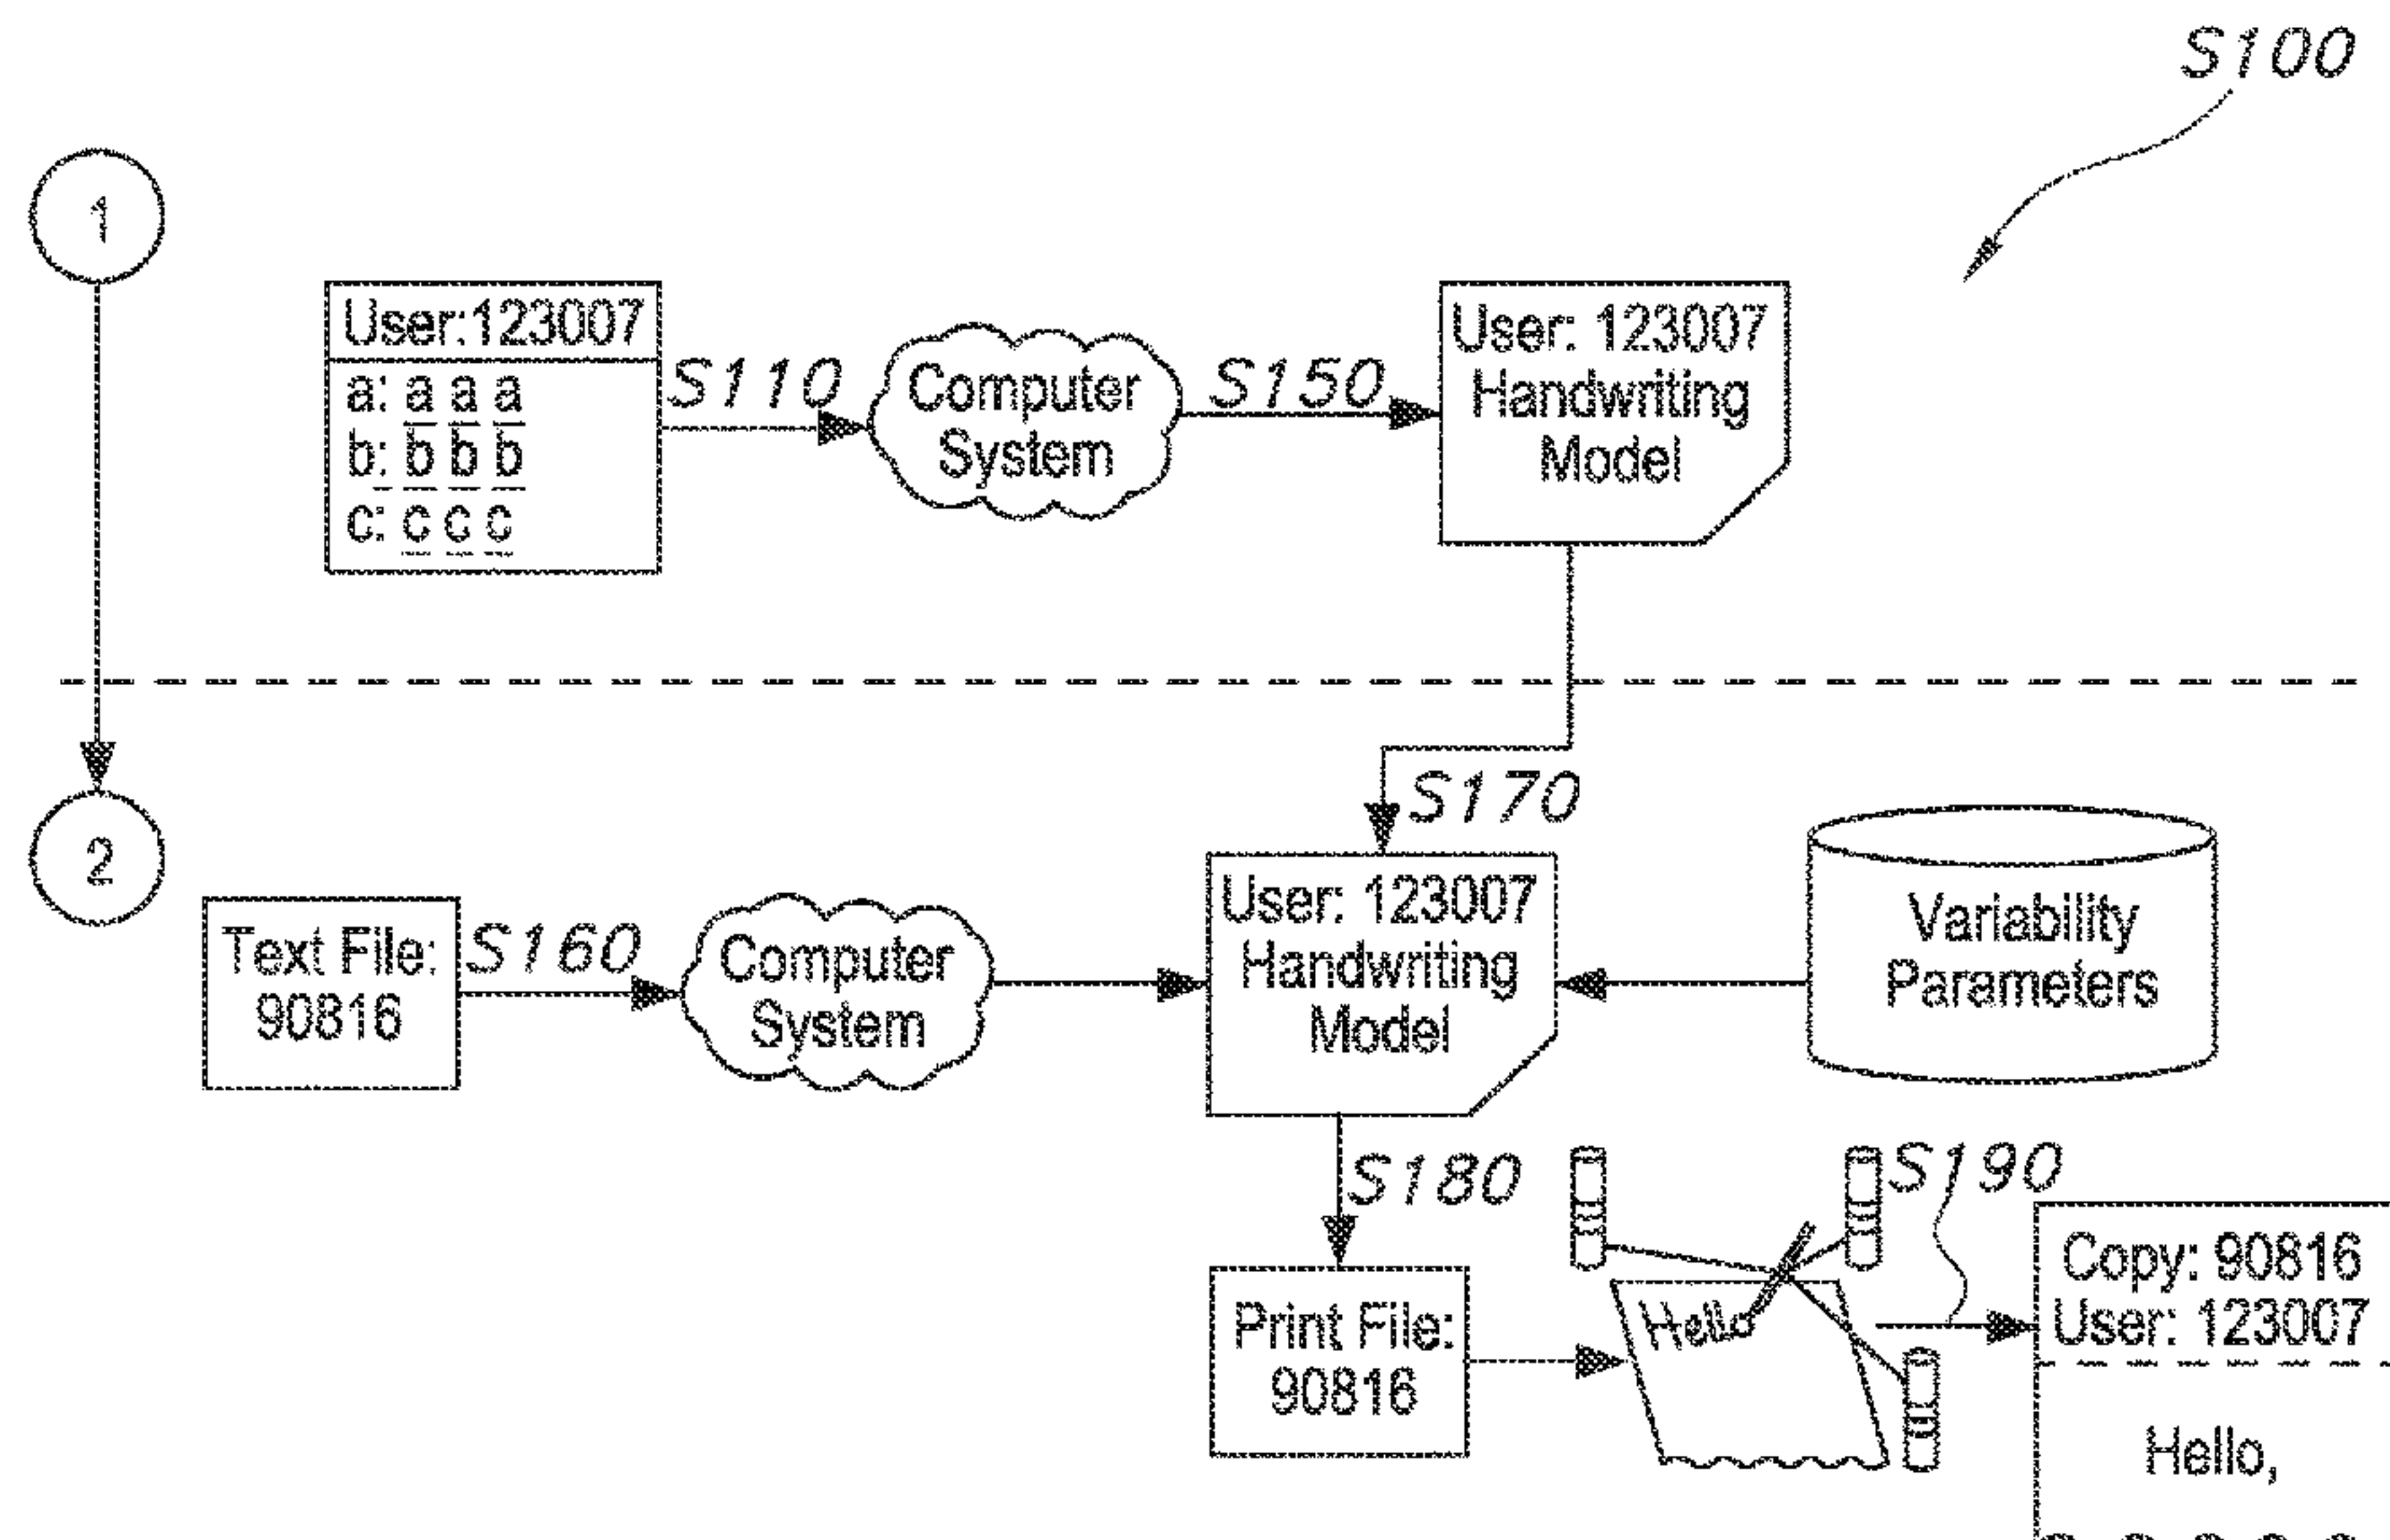 S100
1
User:123007
a: a a a
b: b b b
c: c c c
S110
Computer
System
S150
User: 123007
Handwriting
Model
S170
2
Text File:
90816
S160
Computer
System
User: 123007
Handwriting
Model
Variability
Parameters
S180
Print File:
90816
Hello
S190
Copy: 90816
User: 123007
Hello,